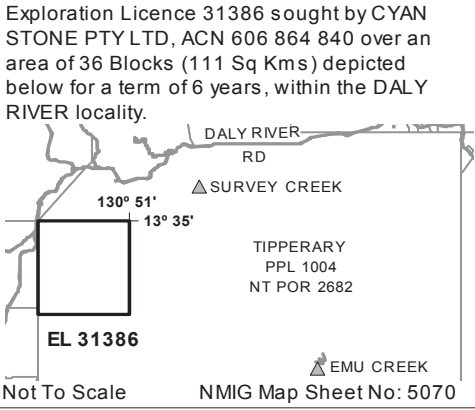 Exploration Licence 31386 sought by CYAN
STONE PTY LTD, ACN 606 864 840 over an
area of 36 Blocks (111 Sq Kms) depicted
below for a term of 6 years, within the DALY
RIVER locality.
DALY RIVER
RD
SURVEY CREEK
130º 51'
13º 35'
TIPPERARY
PPL 1004
NT POR 2682
EL 31386
EMU CREEK
Not To Scale
NMIG Map Sheet No: 5070